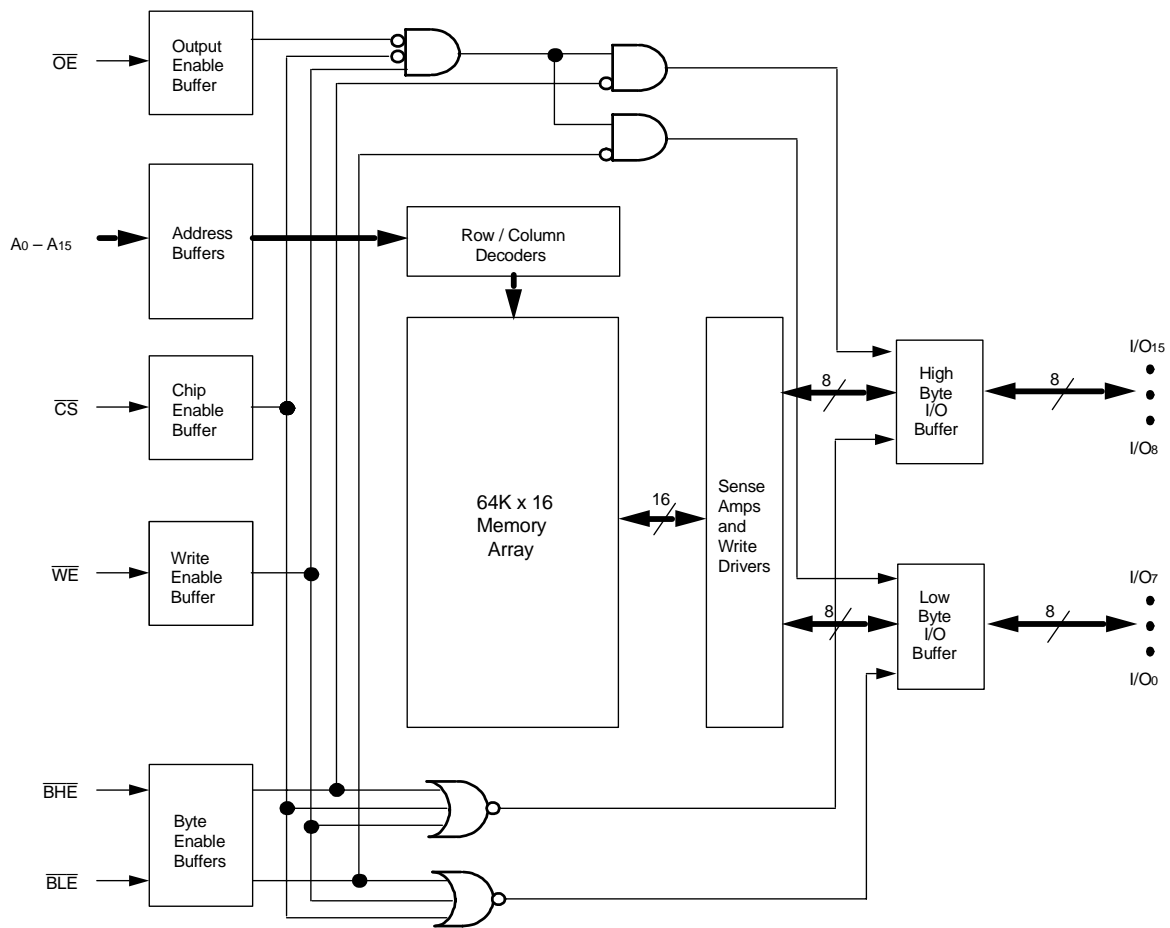 OE
Output
Enable
Buffer
A0 – A15
Address
Buffers
Row / Column
Decoders
CS
Chip
Enable
Buffer
WE
Write
Enable
Buffer
64K x 16
Memory
Array
16
Sense
Amps
and
Write
Drivers
8
High
Byte
I/O
Buffer
8
I/O15
I/O8
8
Low
Byte
I/O
Buffer
8
I/O7
I/O0
BHE
BLE
Byte
Enable
Buffers